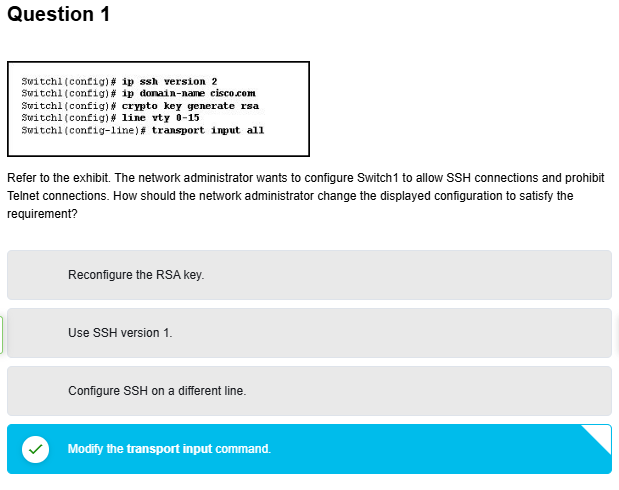 Question 1
Switch1(config)# ip ssh version 2
Switch1(config)# ip domain-name cisco.com
Switch1(config)# crypto key generate rsa
Switch1(config)# line vty 0-15
Switch1(config-line)# transport input all
Refer to the exhibit. The network administrator wants to configure Switch1 to allow SSH connections and prohibit
Telnet connections. How should the network administrator change the displayed configuration to satisfy the
requirement?
Reconfigure the RSA key.
Use SSH version 1.
Configure SSH on a different line.
Modify the transport input command.